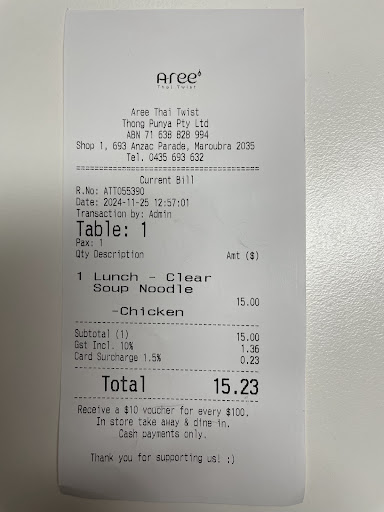 Aree
Thai Twist
Aree Thai Twist
Thong Punya Pty Ltd
ABN 71 638 828 994
Shop 1, 693 Anzac Parade, Maroubra 2035
Tel. 0435 693 632
========================================
Current Bill
R.No: ATT055390
Date: 2024-11-25 12:57:01
Transaction by: Admin
Table: 1
Pax: 1
Qty Description Amt ($)
1 Lunch - Clear
Soup Noodle
15.00
-Chicken
----------------------------------------
Subtotal (1) 15.00
Gst Incl. 10% 1.36
Card Surcharge 1.5% 0.23
----------------------------------------
Total 15.23
----------------------------------------
Receive a $10 voucher for every $100.
In store take away & dine in.
Cash payments only.
Thank you for supporting us! :)